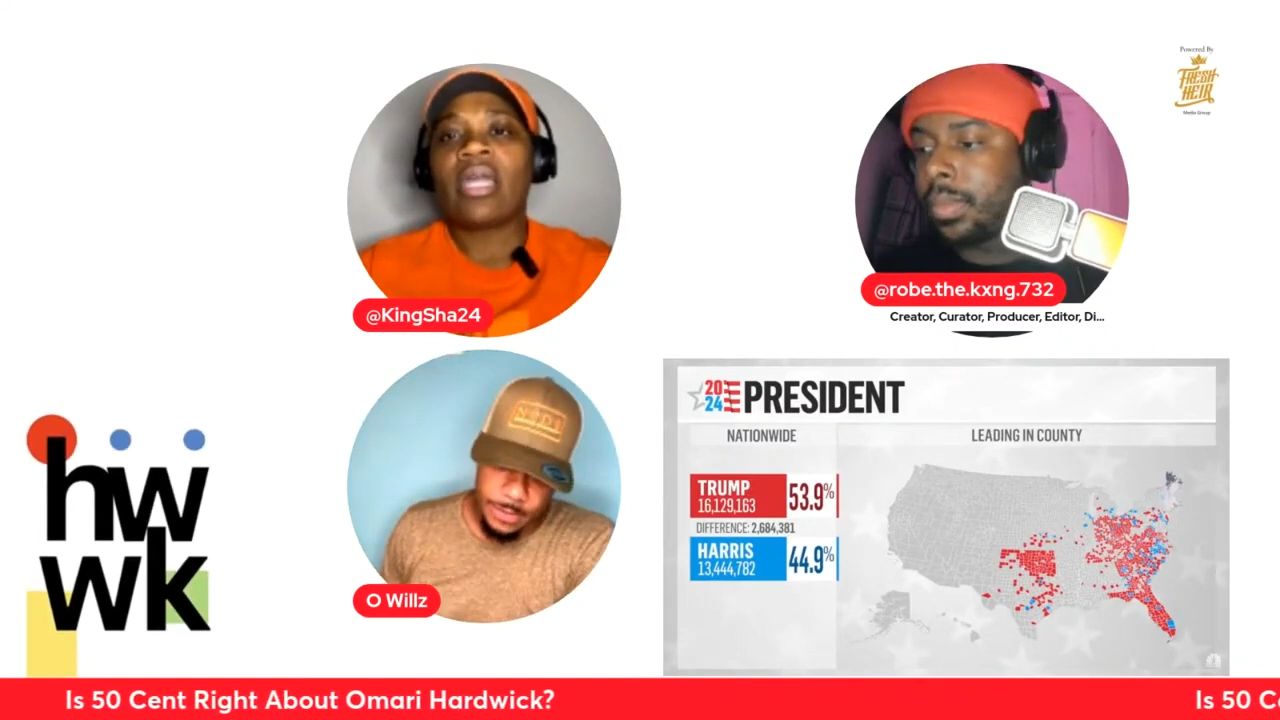 Powered By
FRESH
HEIR
Media Group
@KingSha24
@robe.the.kxng.732
Creator, Curator, Producer, Editor, Di...
O Willz
hw
wk
2024 PRESIDENT
NATIONWIDE
LEADING IN COUNTY
TRUMP
16,129,163
53.9%
DIFFERENCE: 2,684,381
HARRIS
13,444,782
44.9%
Is 50 Cent Right About Omari Hardwick?
Is 50 C